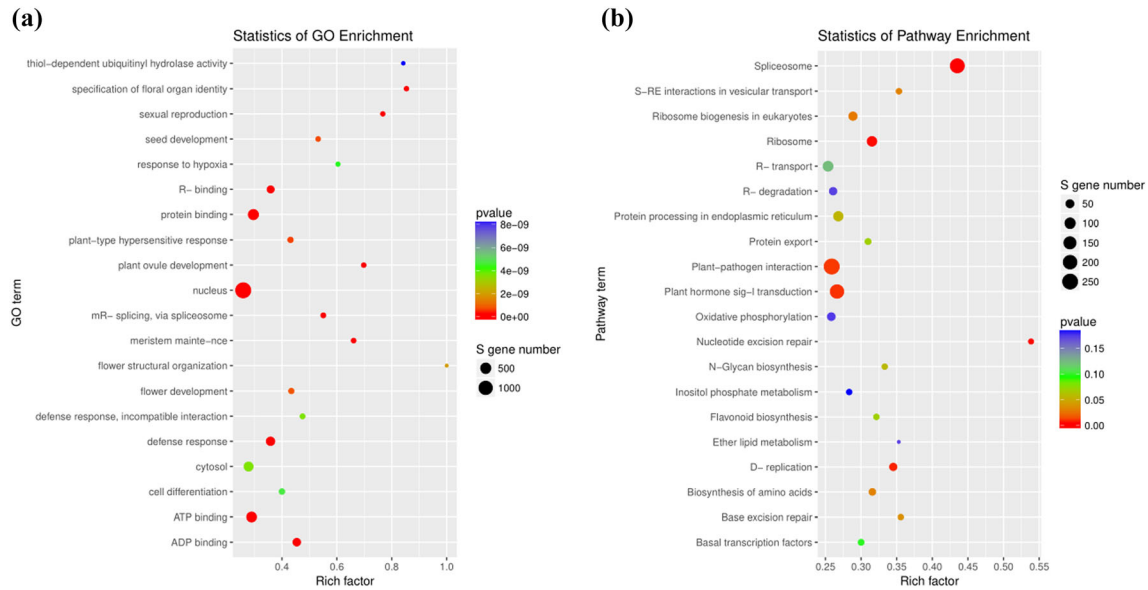 (a)
Statistics of GO Enrichment
GO term
thiol-dependent ubiquitinyl hydrolase activity
specification of floral organ identity
sexual reproduction
seed development
response to hypoxia
R- binding
protein binding
plant-type hypersensitive response
plant ovule development
nucleus
mR- splicing, via spliceosome
meristem mainte-nce
flower structural organization
flower development
defense response, incompatible interaction
defense response
cytosol
cell differentiation
ATP binding
ADP binding
0.4 0.6 0.8 1.0
Rich factor
pvalue
8e-09
6e-09
4e-09
2e-09
0e+00
S gene number
500
1000
(b)
Statistics of Pathway Enrichment
Pathway term
Spliceosome
S-RE interactions in vesicular transport
Ribosome biogenesis in eukaryotes
Ribosome
R- transport
R- degradation
Protein processing in endoplasmic reticulum
Protein export
Plant-pathogen interaction
Plant hormone sig-l transduction
Oxidative phosphorylation
Nucleotide excision repair
N-Glycan biosynthesis
Inositol phosphate metabolism
Flavonoid biosynthesis
Ether lipid metabolism
D- replication
Biosynthesis of amino acids
Base excision repair
Basal transcription factors
0.25 0.30 0.35 0.40 0.45 0.50 0.55
Rich factor
S gene number
50
100
150
200
250
pvalue
0.15
0.10
0.05
0.00